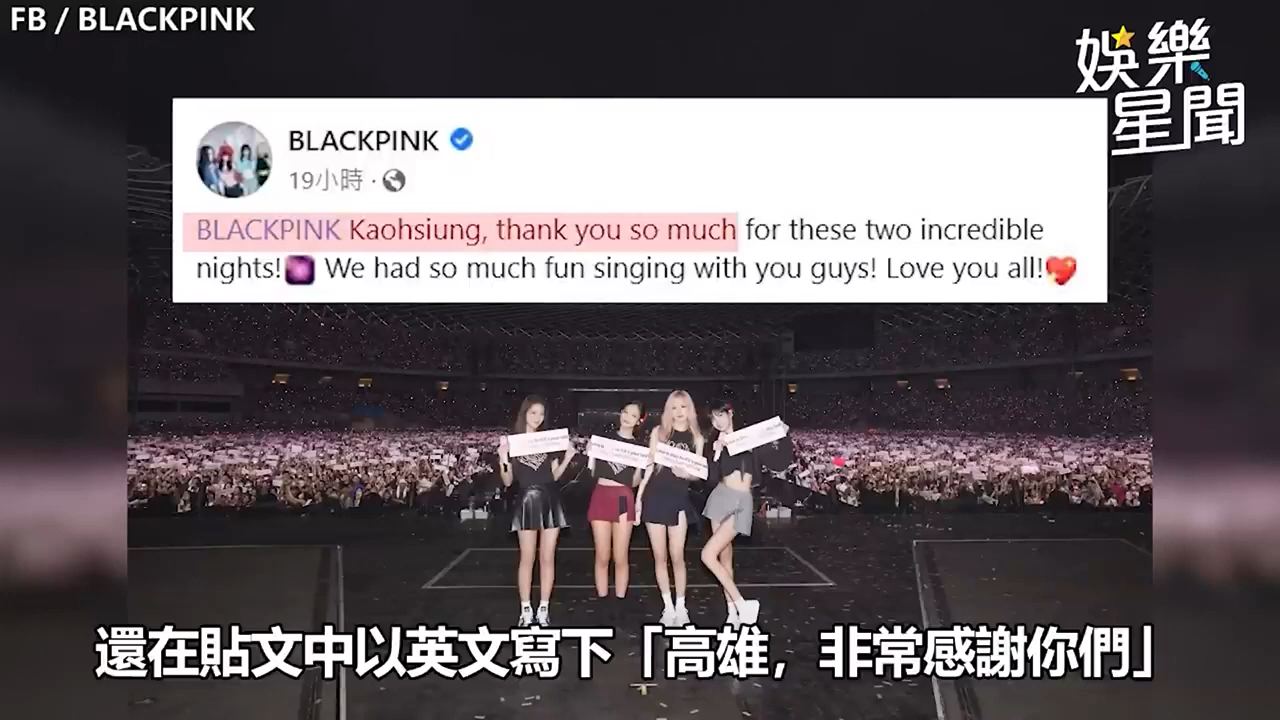 FB / BLACKPINK
娛樂
星聞
BLACKPINK
19小時 ·
BLACKPINK Kaohsiung, thank you so much for these two incredible
nights! We had so much fun singing with you guys! Love you all!
還在貼文中以英文寫下「高雄，非常感謝你們」